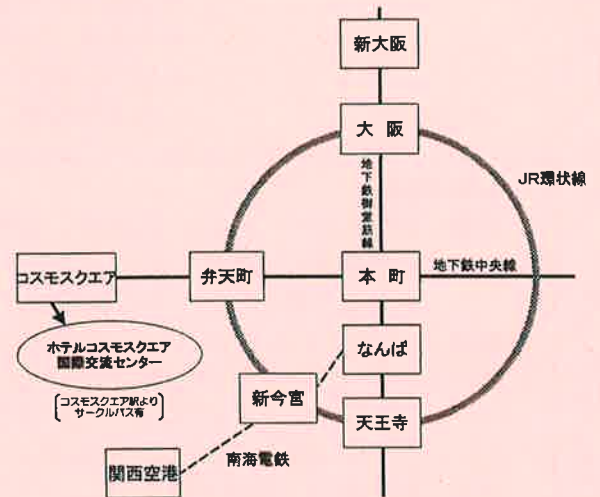 新大阪
大 阪
地下鉄御堂筋線
JR環状線
コスモスクエア
弁天町
本 町
地下鉄中央線
ホテルコスモスクエア
国際交流センター
なんば
コスモスクエア駅より
サークルバス有
新今宮
天王寺
南海電鉄
関西空港